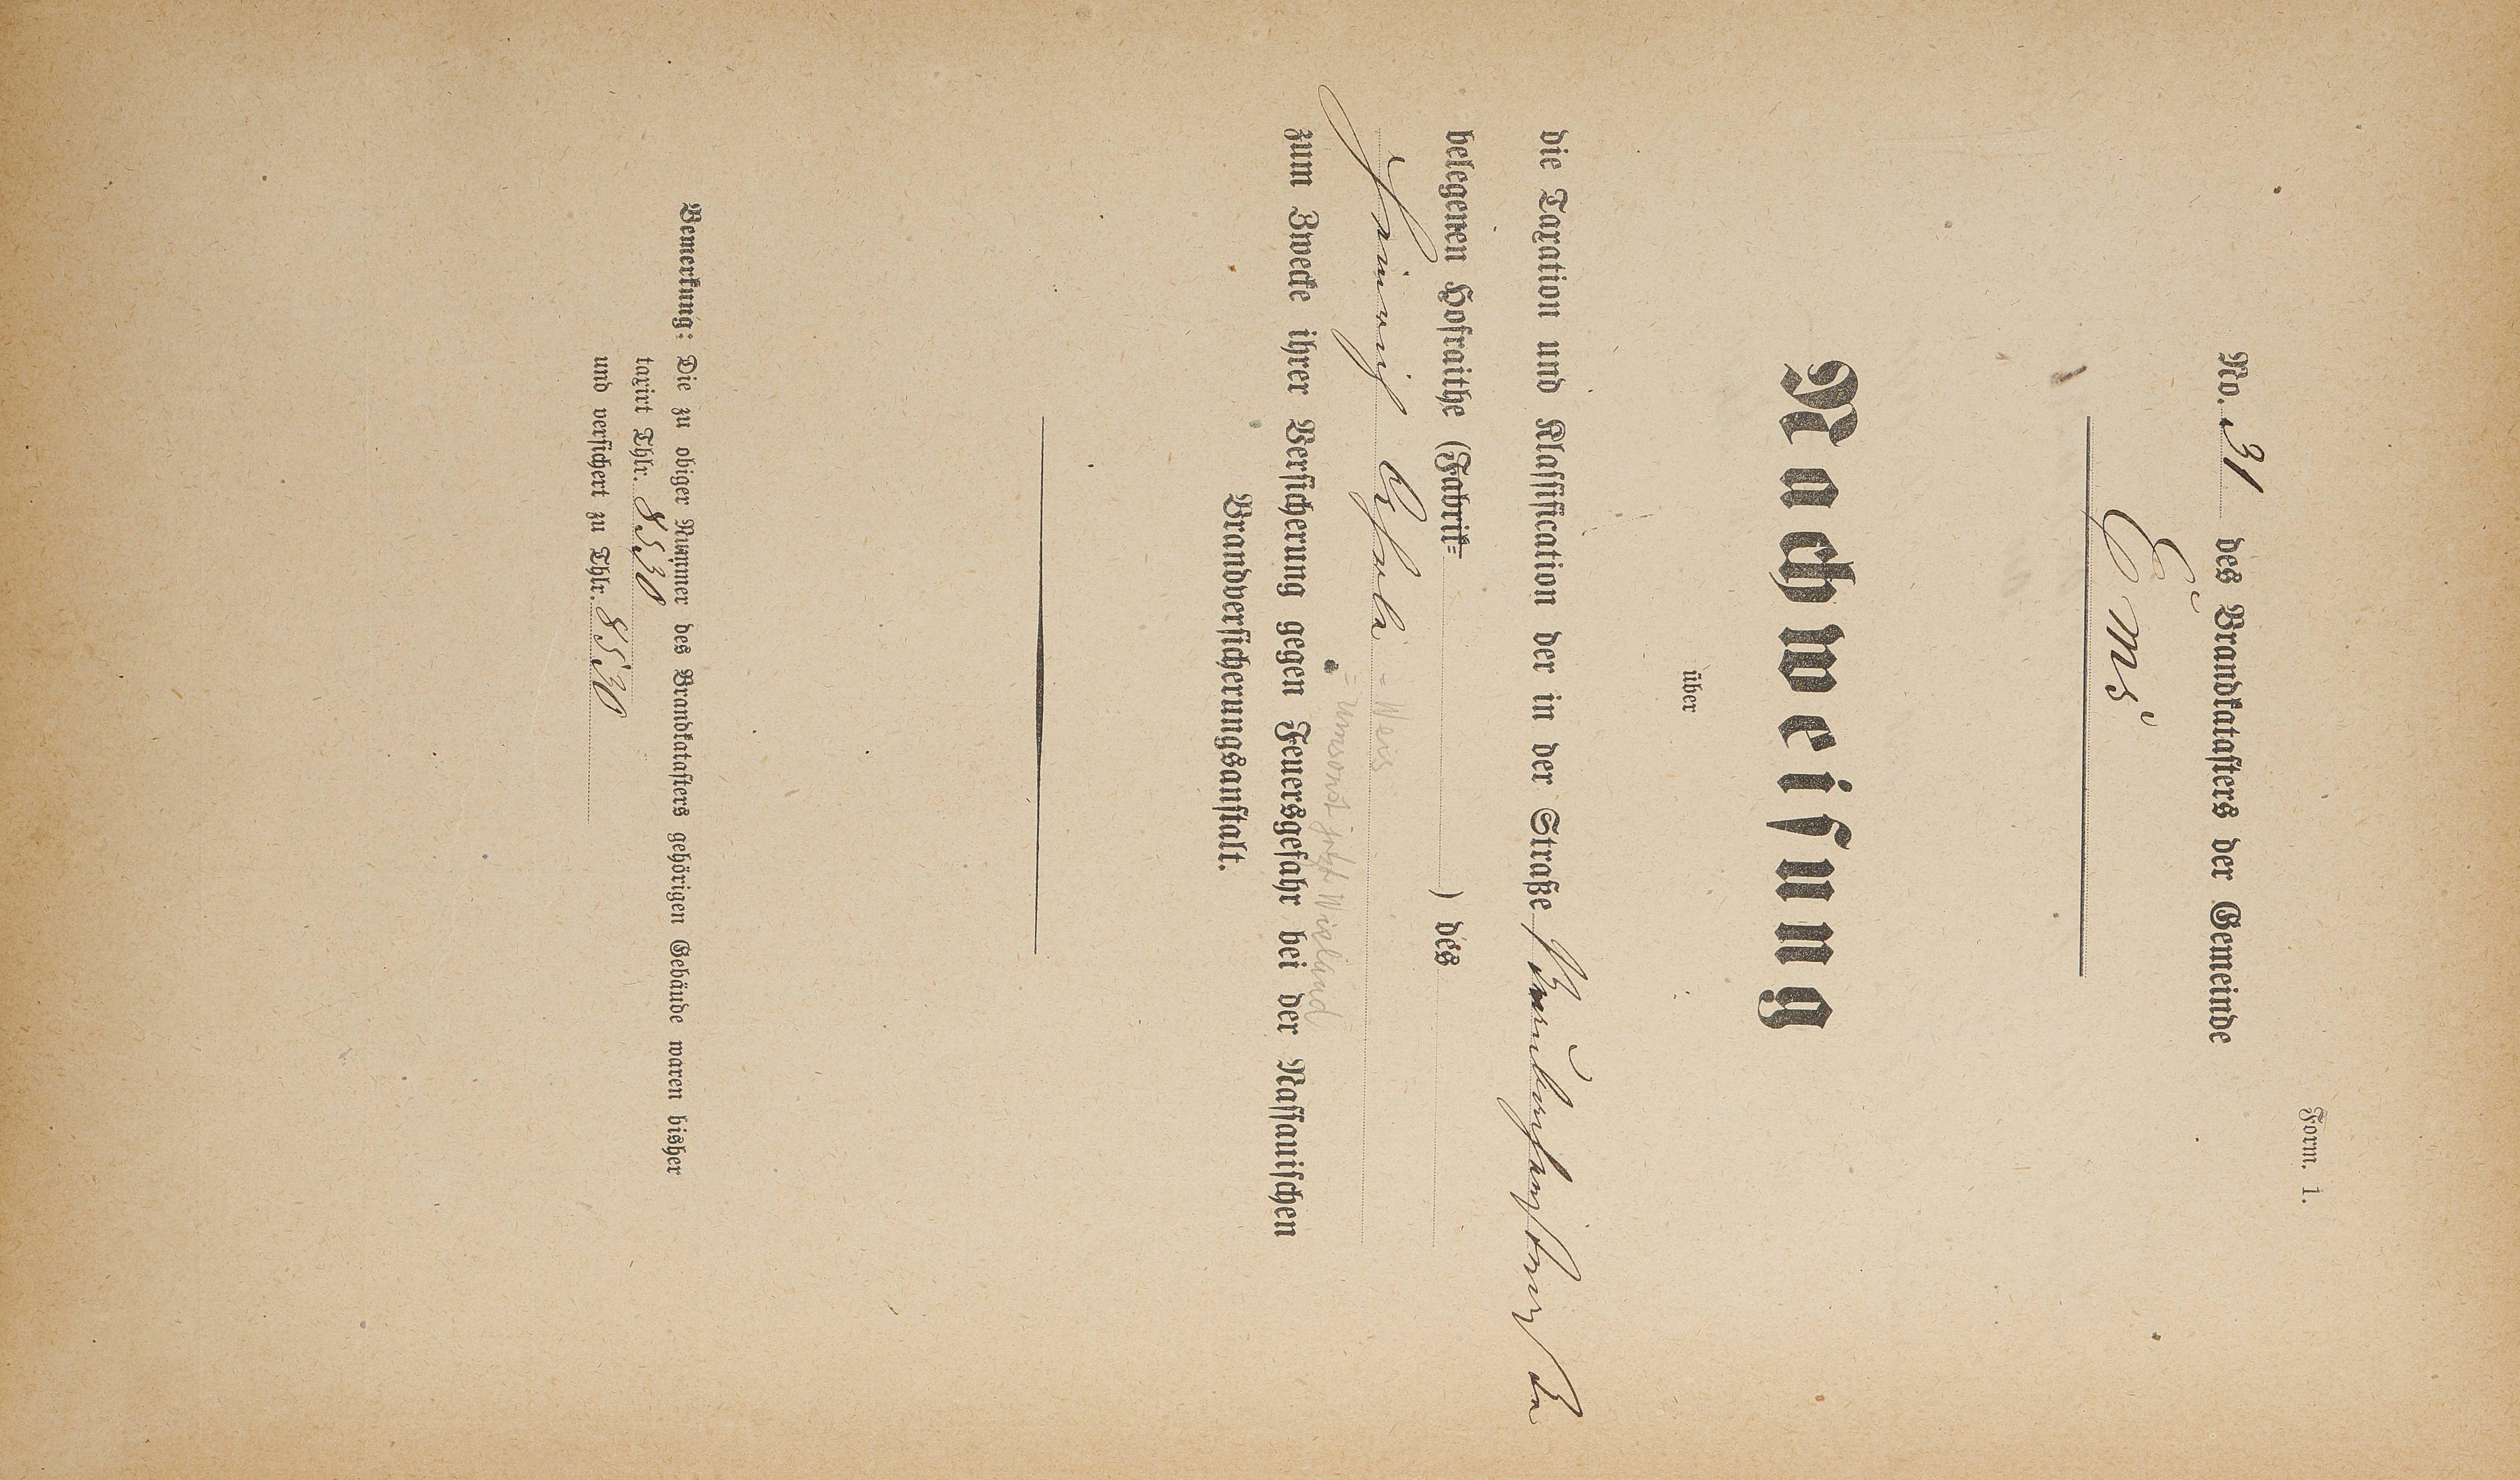 Form. 1.
No. 31 des Brandkatasters der Gemeinde
Ems
Nachweisung
über
die Taxation und Klassification der in der Straße
belegenen Hofraithe (Fabrik= ) des
= Weis
zum Zwecke ihrer Versicherung gegen Feuersgefahr bei der Nassauischen
Brandversicherungsanstalt.
Bemerkung: Die zu obiger Nummer des Brandkatasters gehörigen Gebäude waren bisher
taxirt Thlr. 8530
und versichert zu Thlr. 8530